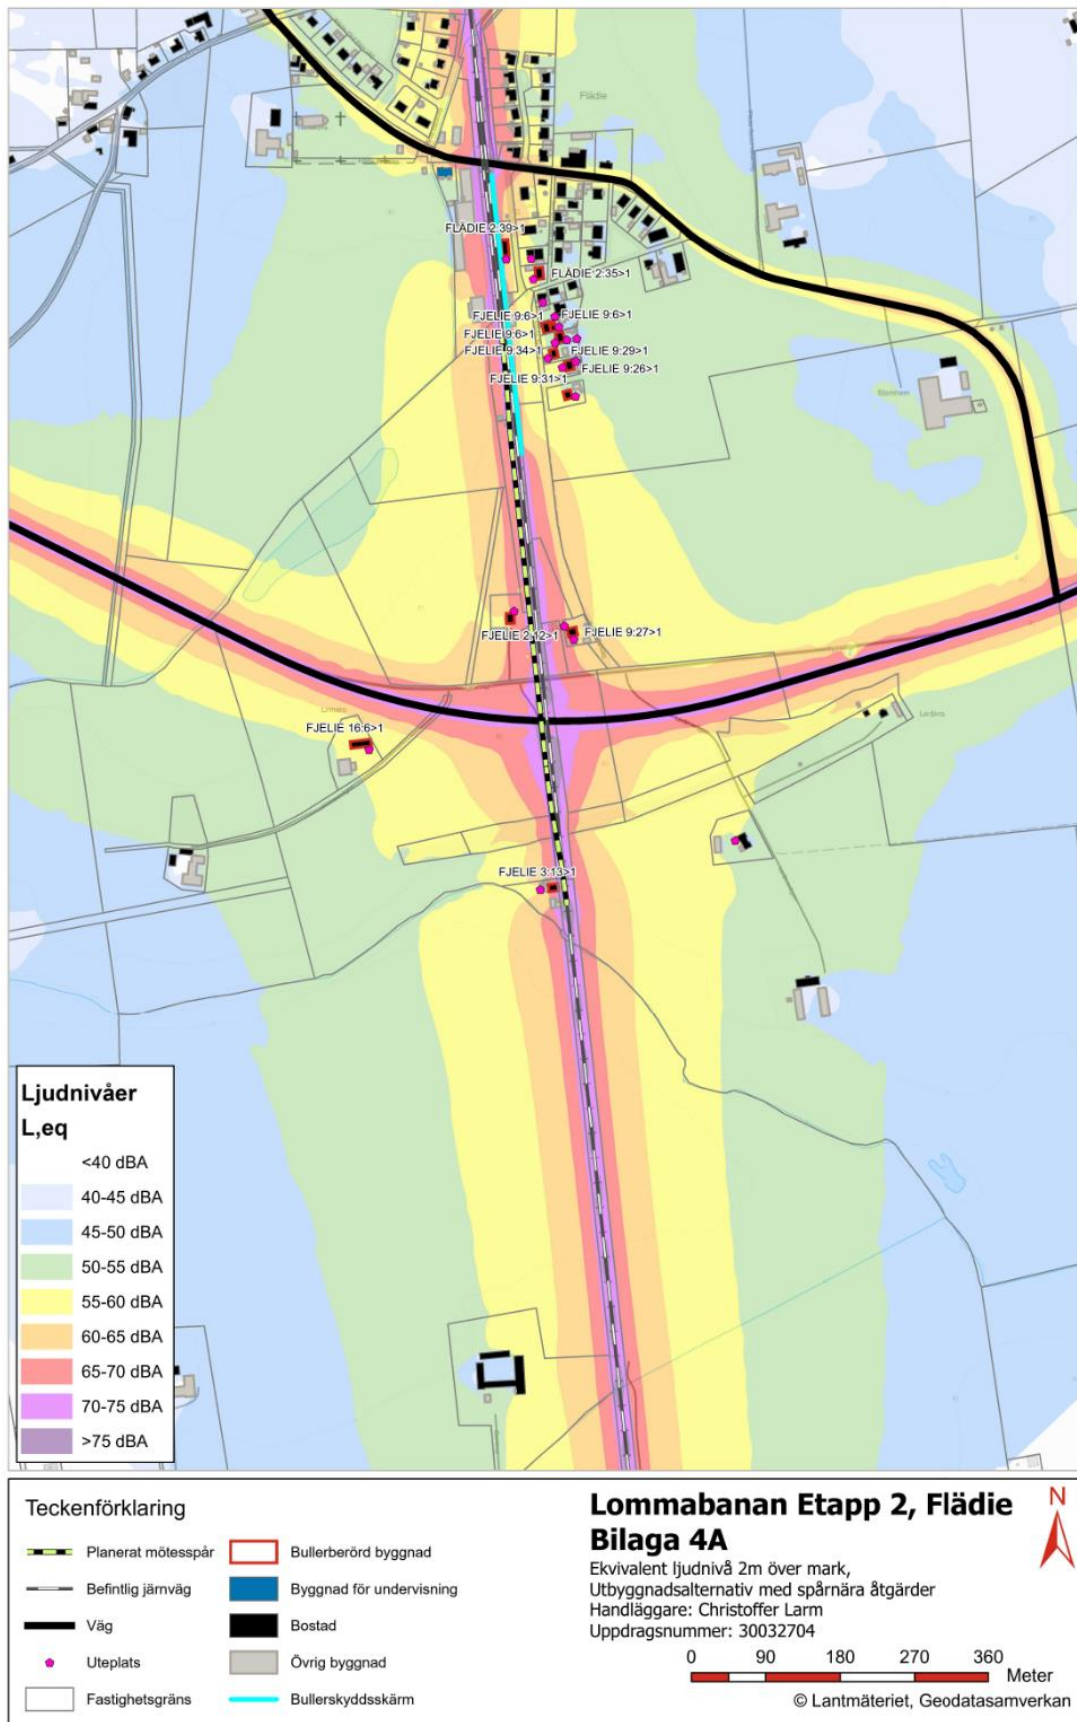 Flädie
FLÄDIE 2:39>1
FLÄDIE 2:35>1
FJELIE 9:6>1
FJELIE 9:6>1
FJELIE 9:6>1
FJELIE 9:34>1
FJELIE 9:29>1
FJELIE 9:26>1
FJELIE 9:31>1
FJELIE 2:12>1
FJELIE 9:27>1
FJELIE 16:6>1
FJELIE 3:13>1
Ljudnivåer
L,eq
<40 dBA
40-45 dBA
45-50 dBA
50-55 dBA
55-60 dBA
60-65 dBA
65-70 dBA
70-75 dBA
>75 dBA
Teckenförklaring
Planerat mötesspår
Befintlig järnväg
Väg
Uteplats
Fastighetsgräns
Bullerberörd byggnad
Byggnad för undervisning
Bostad
Övrig byggnad
Bullerskyddsskärm
Lommabanan Etapp 2, Flädie
Bilaga 4A
Ekvivalent ljudnivå 2m över mark,
Utbyggnadsalternativ med spårnära åtgärder
Handläggare: Christoffer Larm
Uppdragsnummer: 30032704
N
0 90 180 270 360
Meter
© Lantmäteriet, Geodatasamverkan